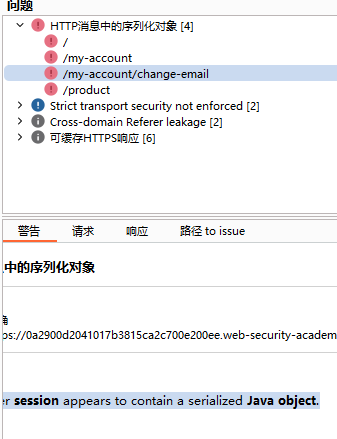 问题
HTTP消息中的序列化对象 [4]
/
/my-account
/my-account/change-email
/product
Strict transport security not enforced [2]
Cross-domain Referer leakage [2]
可缓存HTTPS响应 [6]
警告 请求 响应 路径 to issue
中的序列化对象
确
ps://0a2900d2041017b3815ca2c700e200ee.web-security-academ
er session appears to contain a serialized Java object.